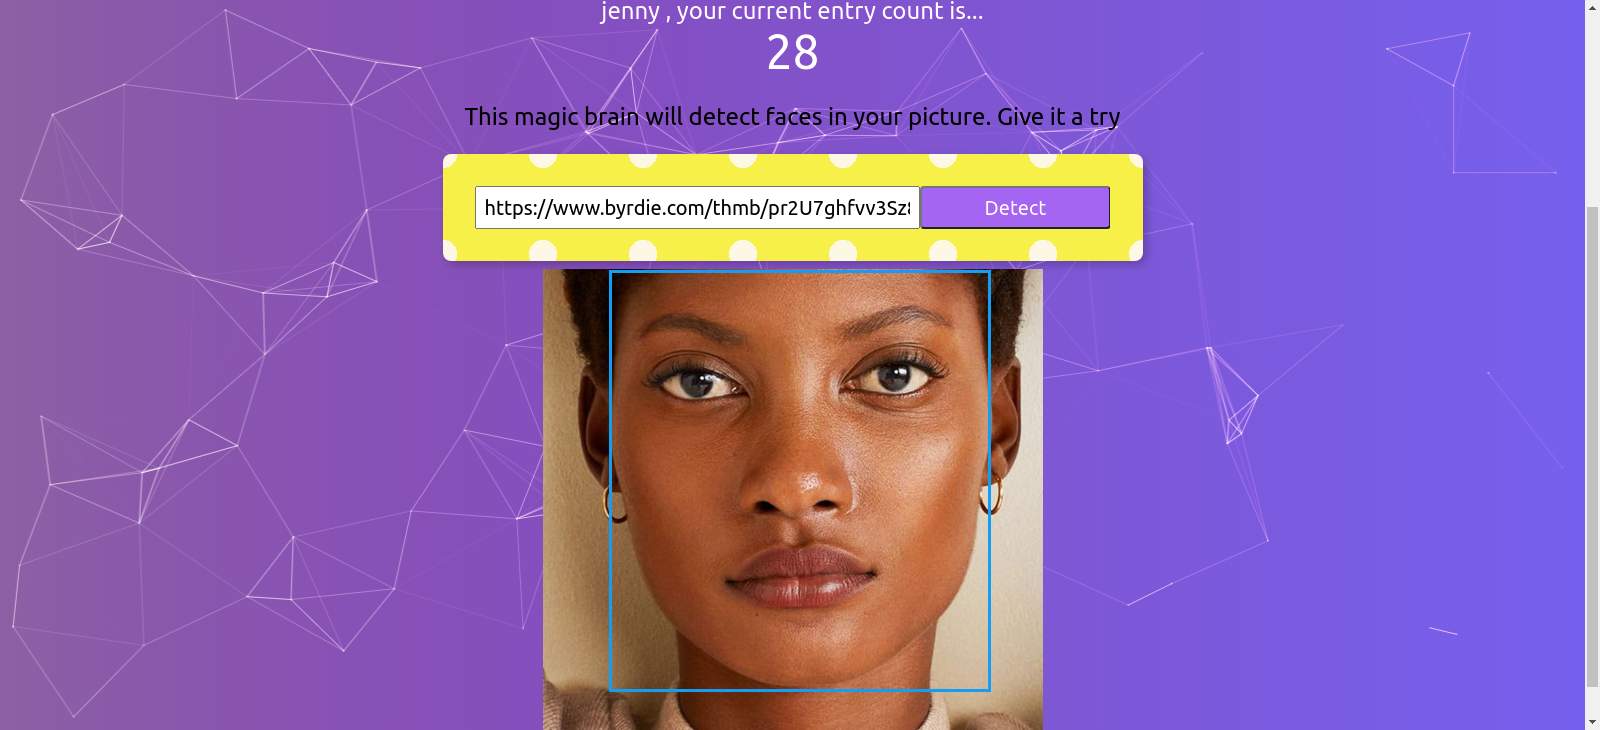 jenny , your current entry count is...
28
This magic brain will detect faces in your picture. Give it a try
https://www.byrdie.com/thmb/pr2U7ghfvv3Sz
Detect